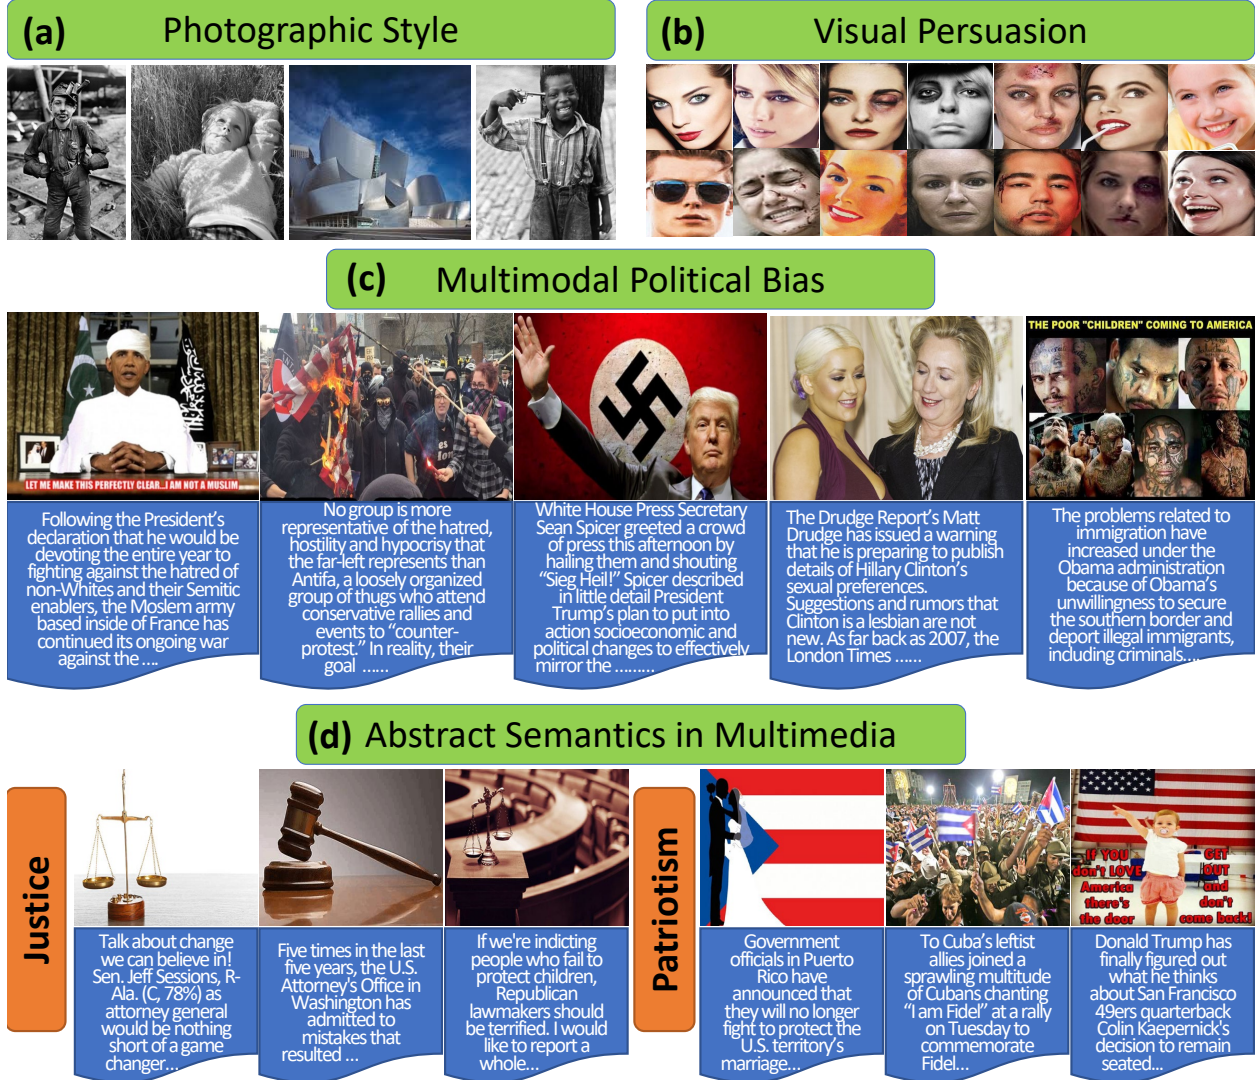 (a) Photographic Style
(b) Visual Persuasion
(c) Multimodal Political Bias
LET ME MAKE THIS PERFECTLY CLEAR...I AM NOT A MUSLIM
THE POOR "CHILDREN" COMING TO AMERICA
Following the President's
declaration that he would be
devoting the entire year to
fighting against the hatred of
non-Whites and their Semitic
enablers, the Moslem army
based inside of France has
continued its ongoing war
against the ....
No group is more
representative of the hatred,
hostility and hypocrisy that
the far-left represents than
Antifa, a loosely organized
group of thugs who attend
conservative rallies and
events to "counter-
protest." In reality, their
goal ......
White House Press Secretary
Sean Spicer greeted a crowd
of press this afternoon by
hailing them and shouting
"Sieg Heil!" Spicer described
in little detail President
Trump's plan to put into
action socioeconomic and
political changes to effectively
mirror the .........
The Drudge Report's Matt
Drudge has issued a warning
that he is preparing to publish
details of Hillary Clinton's
sexual preferences.
Suggestions and rumors that
Clinton is a lesbian are not
new. As far back as 2007, the
London Times ......
The problems related to
immigration have
increased under the
Obama administration
because of Obama's
unwillingness to secure
the southern border and
deport illegal immigrants,
including criminals....
(d) Abstract Semantics in Multimedia
Justice
Talk about change
we can believe in!
Sen. Jeff Sessions, R-
Ala. (C, 78%) as
attorney general
would be nothing
short of a game
changer...
Five times in the last
five years, the U.S.
Attorney's Office in
Washington has
admitted to
mistakes that
resulted ...
If we're indicting
people who fail to
protect children,
Republican
lawmakers should
be terrified. I would
like to report a
whole...
Patriotism
If YOU
don't LOVE
America
there's
the door
GET
OUT
and
don't
come back!
Government
officials in Puerto
Rico have
announced that
they will no longer
fight to protect the
U.S. territory's
marriage...
To Cuba's leftist
allies joined a
sprawling multitude
of Cubans chanting
"I am Fidel" at a rally
on Tuesday to
commemorate
Fidel...
Donald Trump has
finally figured out
what he thinks
about San Francisco
49ers quarterback
Colin Kaepernick's
decision to remain
seated...